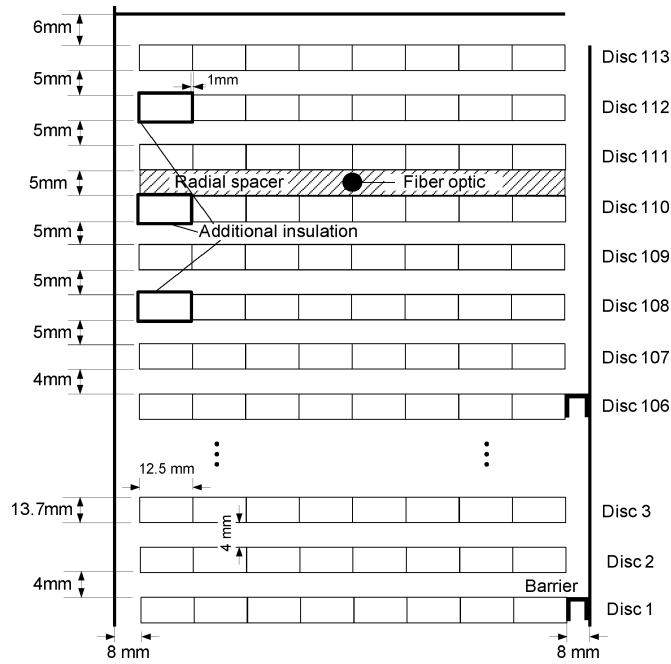 6mm
Disc 113
5mm
1mm
Disc 112
5mm
Disc 111
5mm
Radial spacer
Fiber optic
Disc 110
5mm
Additional insulation
Disc 109
5mm
Disc 108
5mm
Disc 107
4mm
Disc 106
12.5 mm
13.7mm
Disc 3
4 mm
Disc 2
4mm
Barrier
Disc 1
8 mm
8 mm